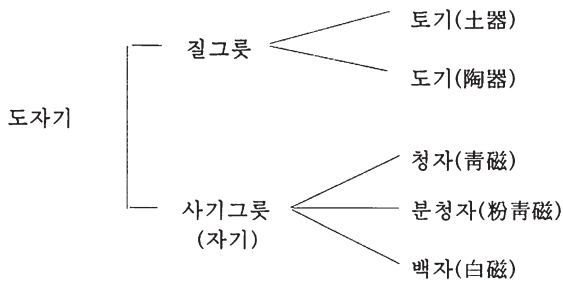 토기(土器)
질그릇
도기(陶器)
도자기
청자(靑磁)
사기그릇
(자기)
분청자(粉靑磁)
백자(白磁)